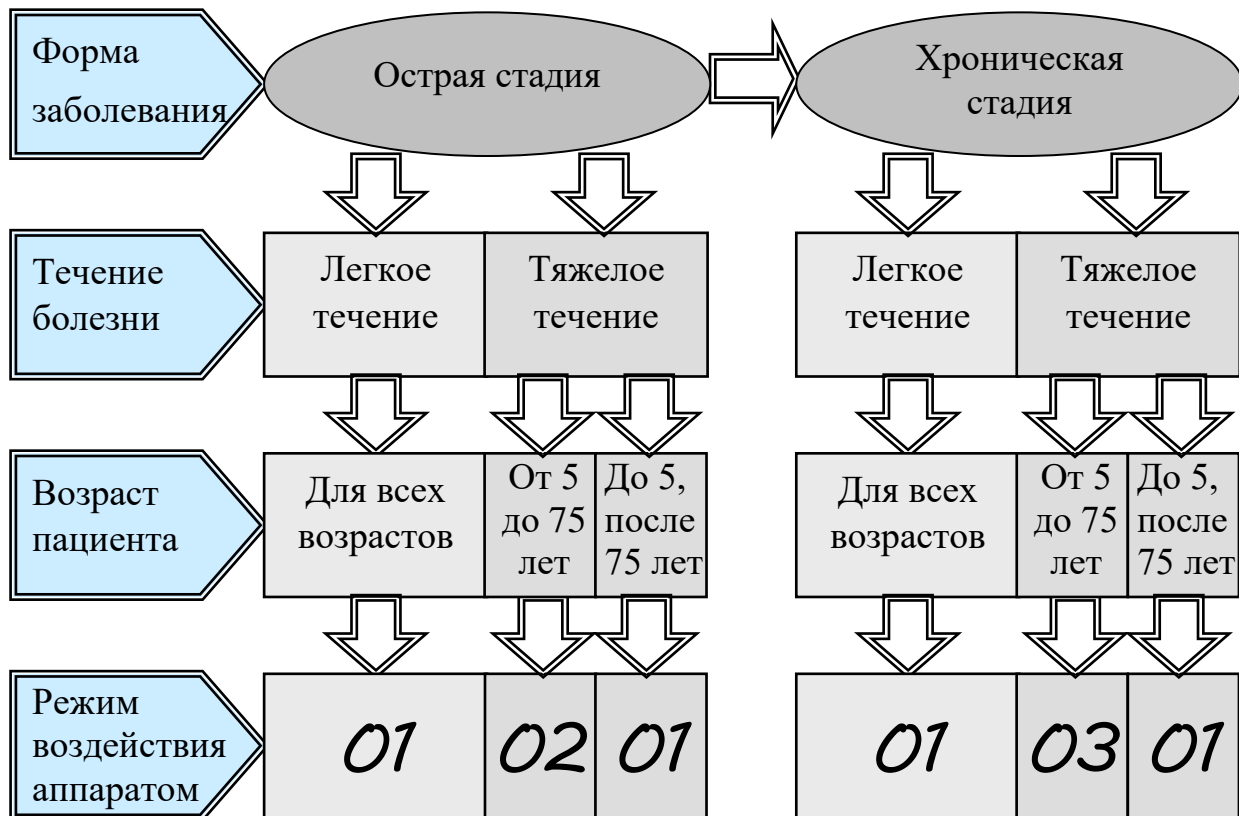 Форма
заболевания
Острая стадия
Хроническая
стадия
Течение
болезни
Легкое
течение
Тяжелое
течение
Легкое
течение
Тяжелое
течение
Возраст
пациента
Для всех
возрастов
От 5
до 75
лет
До 5,
после
75 лет
Для всех
возрастов
От 5
до 75
лет
До 5,
после
75 лет
Режим
воздействия
аппаратом
01
02
01
01
03
01